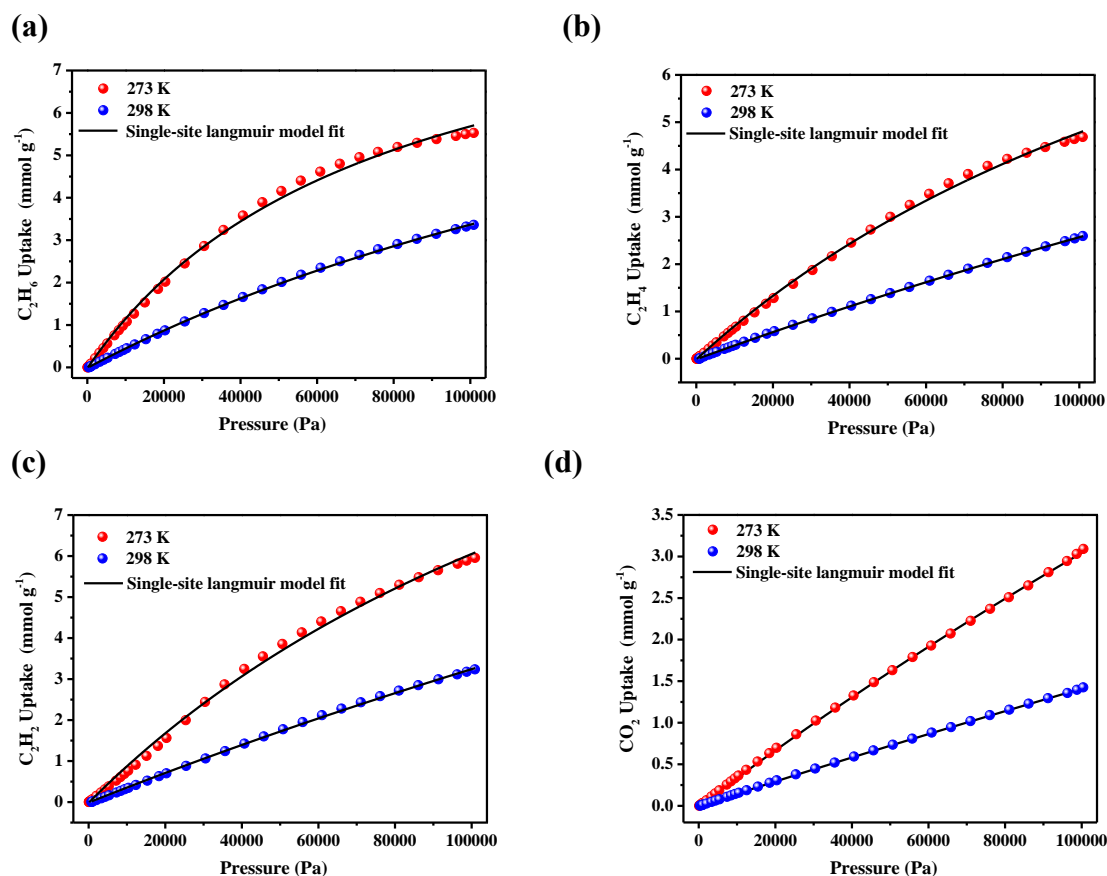 (a)
7
6
5
4
3
2
1
0
C₂H₆ Uptake (mmol g⁻¹)
273 K
298 K
Single-site langmuir model fit
0 20000 40000 60000 80000 100000
Pressure (Pa)
(b)
6
5
4
3
2
1
0
C₂H₄ Uptake (mmol g⁻¹)
273 K
298 K
Single-site langmuir model fit
0 20000 40000 60000 80000 100000
Pressure (Pa)
(c)
7
6
5
4
3
2
1
0
C₂H₂ Uptake (mmol g⁻¹)
273 K
298 K
Single-site langmuir model fit
0 20000 40000 60000 80000 100000
Pressure (Pa)
(d)
3.5
3.0
2.5
2.0
1.5
1.0
0.5
0.0
CO₂ Uptake (mmol g⁻¹)
273 K
298 K
Single-site langmuir model fit
0 20000 40000 60000 80000 100000
Pressure (Pa)